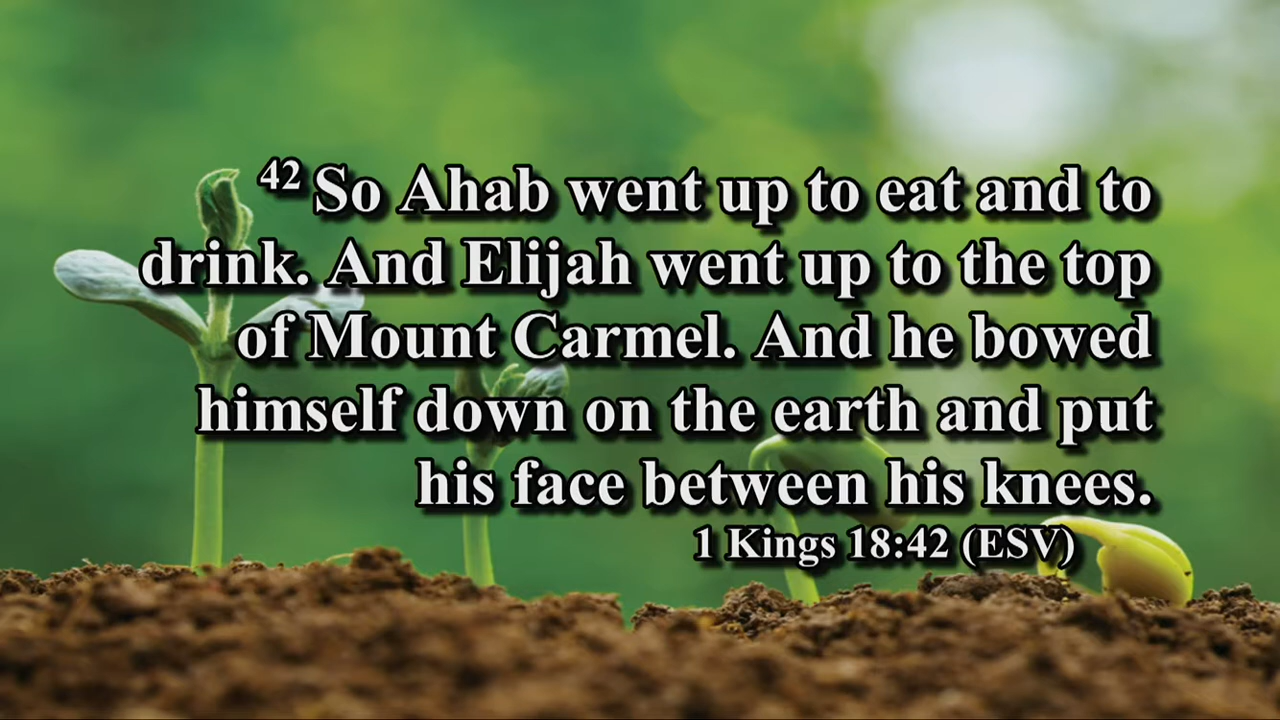 42 So Ahab went up to eat and to
drink. And Elijah went up to the top
of Mount Carmel. And he bowed
himself down on the earth and put
his face between his knees.
1 Kings 18:42 (ESV)